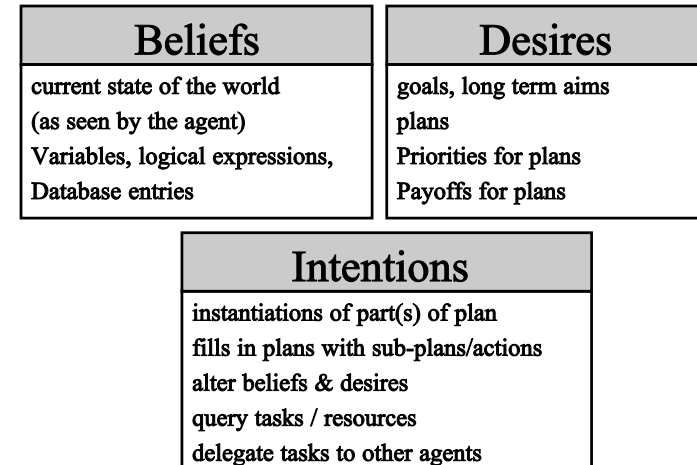 Beliefs
current state of the world
(as seen by the agent)
Variables, logical expressions,
Database entries
Desires
goals, long term aims
plans
Priorities for plans
Payoffs for plans
Intentions
instantiations of part(s) of plan
fills in plans with sub-plans/actions
alter beliefs & desires
query tasks / resources
delegate tasks to other agents